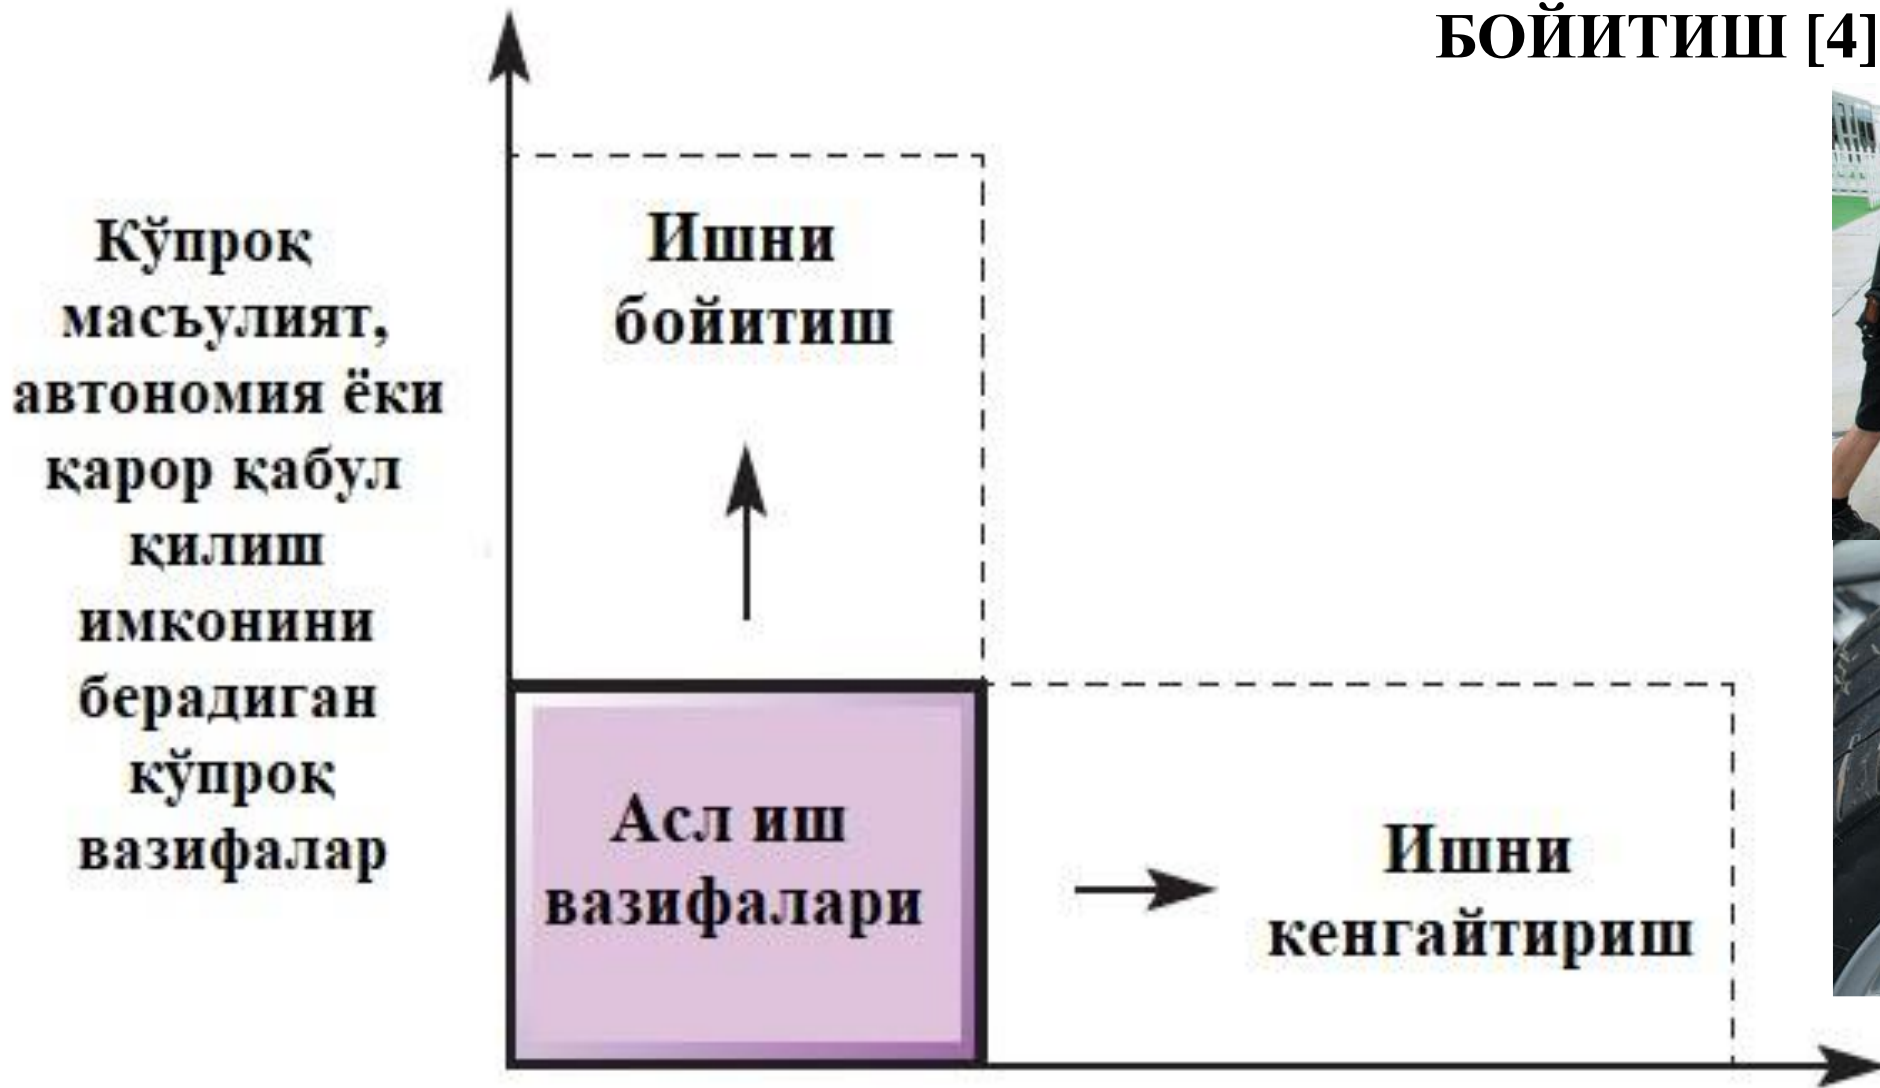 БОЙИТИШ [4]
Кўпроқ
масъулият,
автономия ёки
қарор қабул
қилиш
имконини
берадиган
кўпроқ
вазифалар
Ишни
бойитиш
Асл иш
вазифалари
Ишни
кенгайтириш